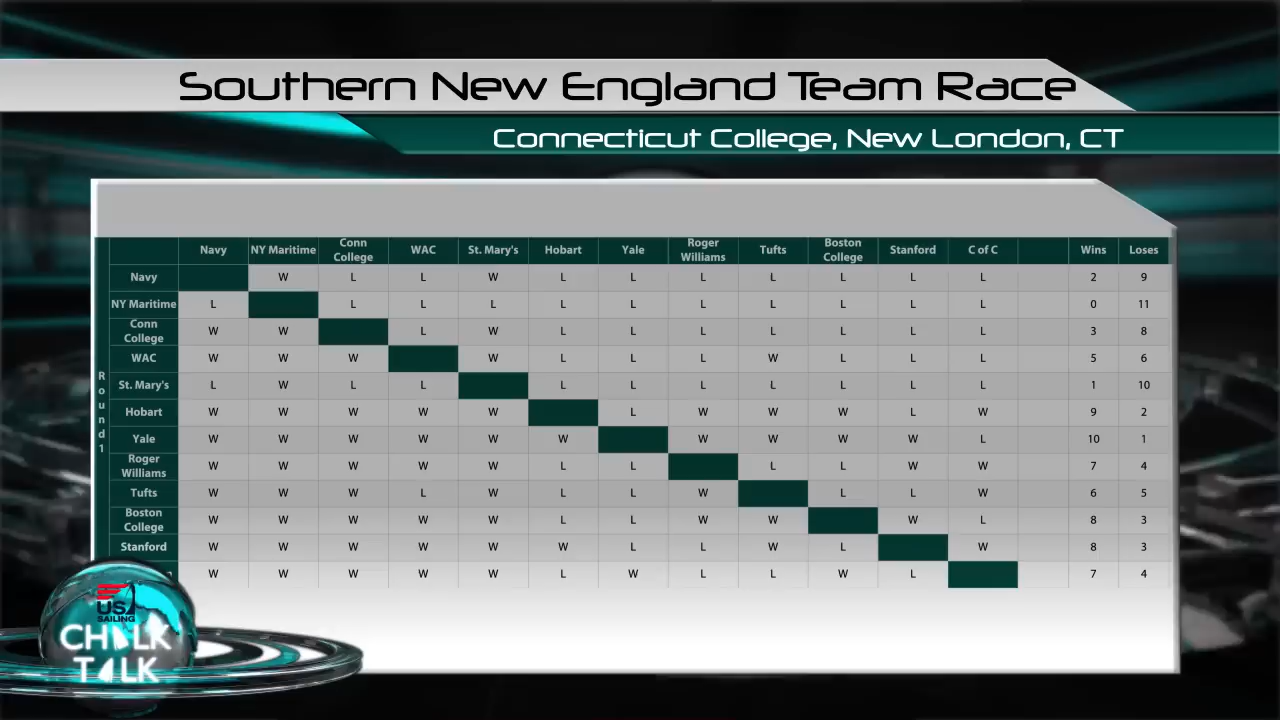 Southern New England Team Race
Connecticut College, New London, CT
Navy NY Maritime Conn College WAC St. Mary's Hobart Yale Roger Williams Tufts Boston College Stanford C of C Wins Loses
Round 1
Navy W L L W L L L L L L L 2 9
NY Maritime L L L L L L L L L L L 0 11
Conn College W W L W L L L L L L L 3 8
WAC W W W W L L L W L L L 5 6
St. Mary's L W L L L L L L L L L 1 10
Hobart W W W W W L W W W L W 9 2
Yale W W W W W W W W W W L 10 1
Roger Williams W W W W W L L L L W W 7 4
Tufts W W W L W L L W L L W 6 5
Boston College W W W W W L L W W W L 8 3
Stanford W W W W W W L L W L W 8 3
W W W W W L W L L W L 7 4
US
SAILING
CHALK
TALK